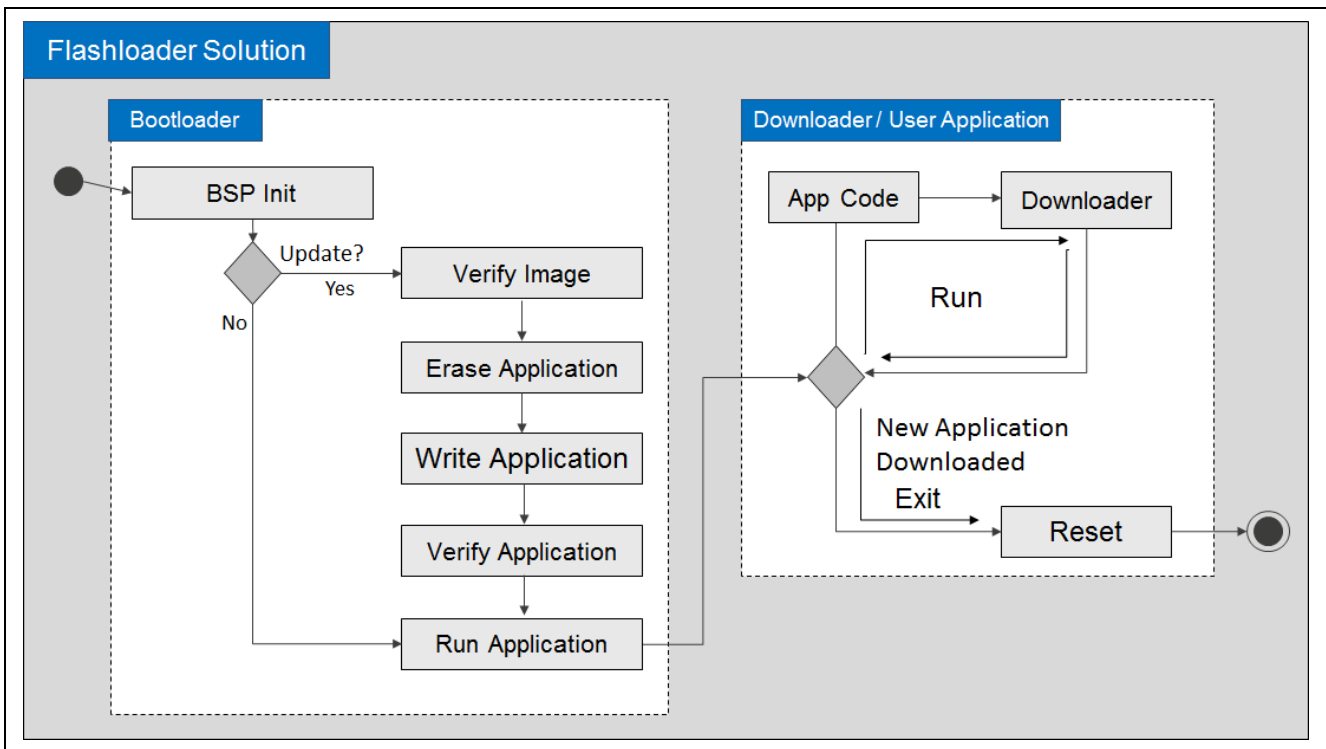 Flashloader Solution
Bootloader
BSP Init
Update?
Yes
No
Verify Image
Erase Application
Write Application
Verify Application
Run Application
Downloader / User Application
App Code
Downloader
Run
New Application
Downloaded
Exit
Reset